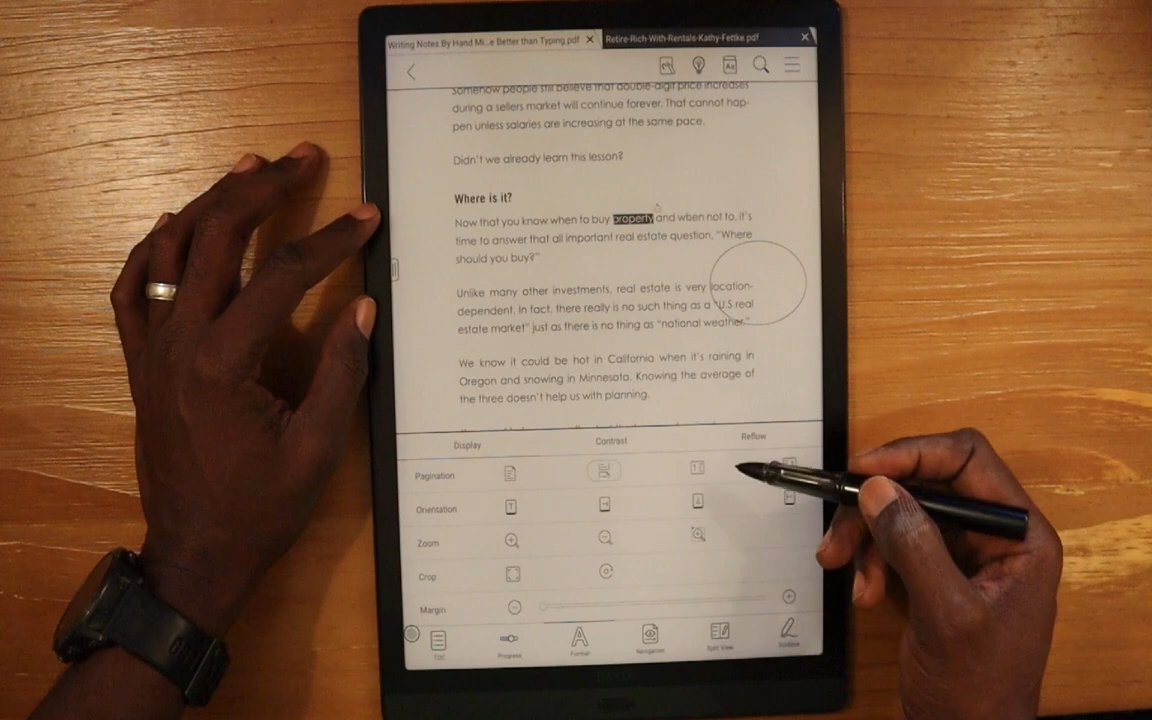 Writing Notes By Hand Mi...e Better than Typing.pdf
Retire-Rich-With-Rentals-Kathy-Fettke.pdf
Somehow people still believe that double-digit price increases
during a sellers market will continue forever. That cannot hap-
pen unless salaries are increasing at the same pace.
Didn't we already learn this lesson?
Where is it?
Now that you know when to buy property and when not to, it's
time to answer that all important real estate question, "Where
should you buy?"
Unlike many other investments, real estate is very location-
dependent. In fact, there really is no such thing as a "U.S real
estate market" just as there is no thing as "national weather."
We know it could be hot in California when it's raining in
Oregon and snowing in Minnesota. Knowing the average of
the three doesn't help us with planning.
Display Contrast Reflow
Pagination
Orientation
Zoom
Crop
Margin
TOC Progress Format Navigation Split View Scribble